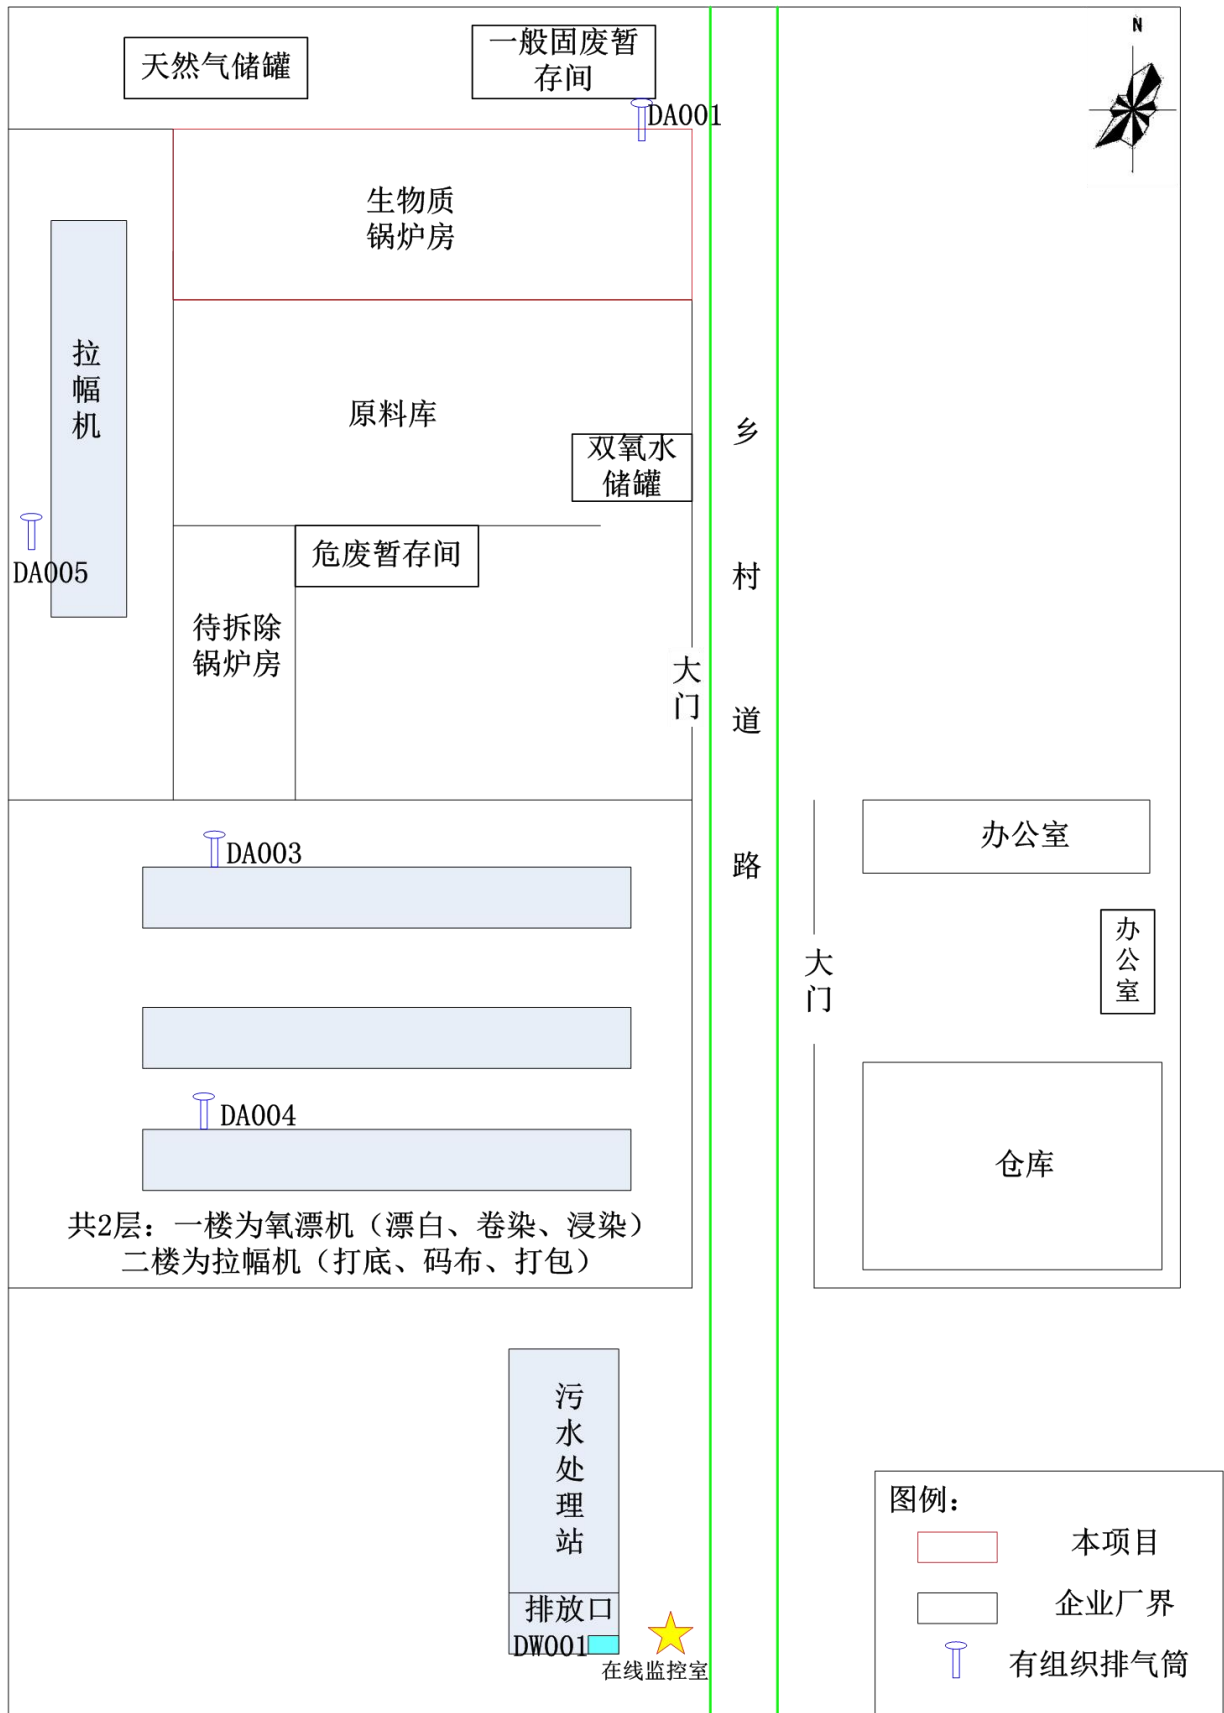 N
天然气储罐
一般固废暂
存间
DA001
生物质
锅炉房
拉
幅
机
原料库
双氧水
储罐
DA005
危废暂存间
待拆除
锅炉房
大
门
乡
村
道
路
DA003
办公室
办
公
室
大
门
DA004
仓库
共2层：一楼为氧漂机（漂白、卷染、浸染）
二楼为拉幅机（打底、码布、打包）
污
水
处
理
站
排放口
DW001
在线监控室
图例：
本项目
企业厂界
有组织排气筒